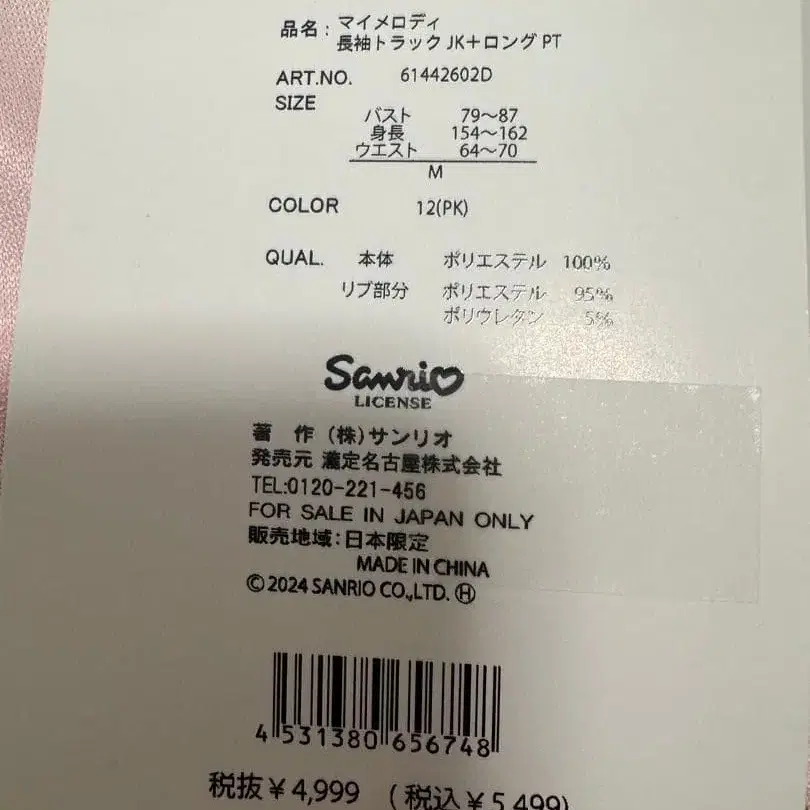 品名：マイメロディ
長袖トラック JK＋ロング PT
ART.NO. 61442602D
SIZE
バスト 79～87
身長 154～162
ウエスト 64～70
M
COLOR 12(PK)
QUAL. 本体 ポリエステル 100%
リブ部分 ポリエステル 95%
ポリウレタン 5%
Sanrio
LICENSE
著 作 (株)サンリオ
発売元 瀧定名古屋株式会社
TEL:0120-221-456
FOR SALE IN JAPAN ONLY
販売地域：日本限定
MADE IN CHINA
©2024 SANRIO CO.,LTD. Ⓗ
4 531380 656748
税抜¥4,999 (税込¥5,499)